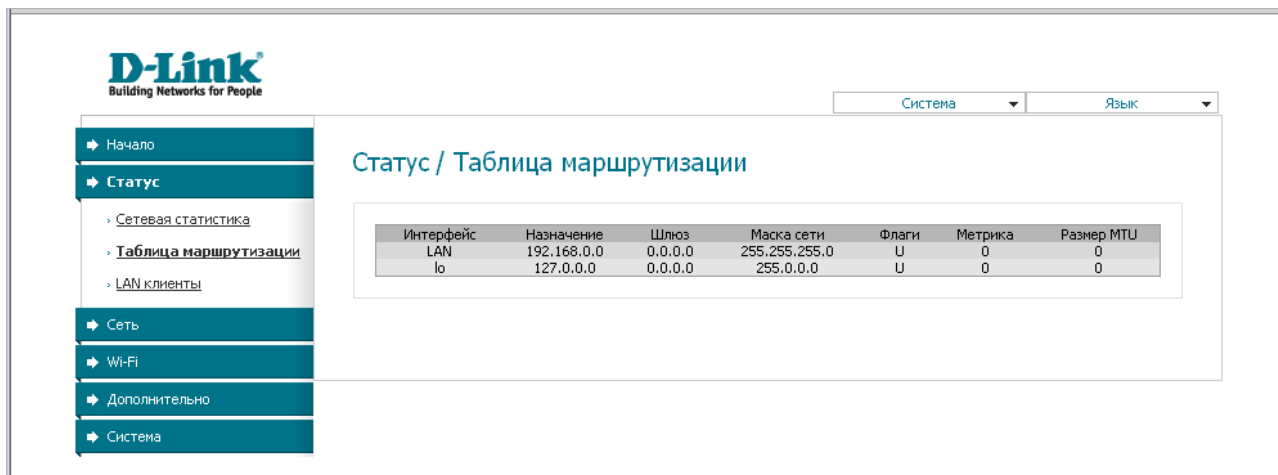 D-Link
Building Networks for People
Система
Язык
Начало
Статус
Сетевая статистика
Таблица маршрутизации
LAN клиенты
Сеть
Wi-Fi
Дополнительно
Система
Статус / Таблица маршрутизации
Интерфейс Назначение Шлюз Маска сети Флаги Метрика Размер MTU
LAN 192.168.0.0 0.0.0.0 255.255.255.0 U 0 0
lo 127.0.0.0 0.0.0.0 255.0.0.0 U 0 0